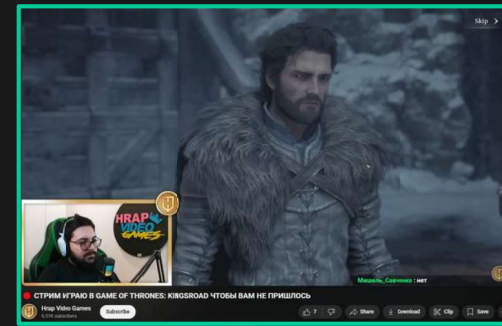 Skip
HRAP
VIDEO
GAMES
Мишель_Савченко : нет
СТРИМ ИГРАЮ В GAME OF THRONES: KINGSROAD ЧТОБЫ ВАМ НЕ ПРИШЛОСЬ
Hrap Video Games
Subscribe
7
Share
Download
Clip
Save